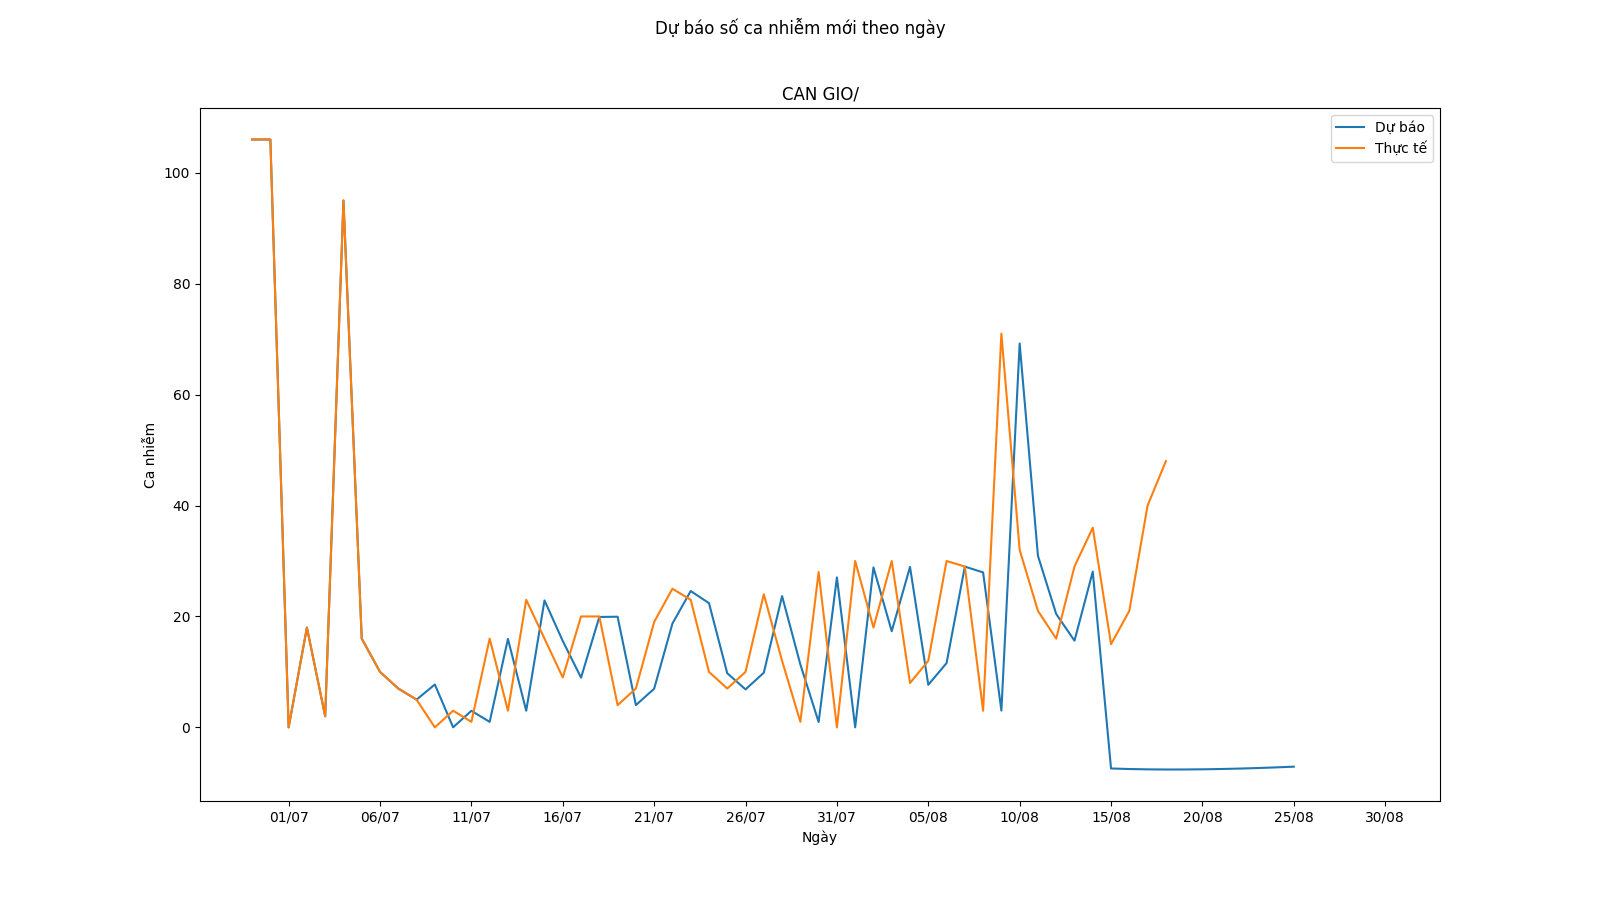 Dự báo số ca nhiễm mới theo ngày
CAN GIO/
Dự báo
Thực tế
100
80
60
40
20
0
Ca nhiễm
01/07 06/07 11/07 16/07 21/07 26/07 31/07 05/08 10/08 15/08 20/08 25/08 30/08
Ngày